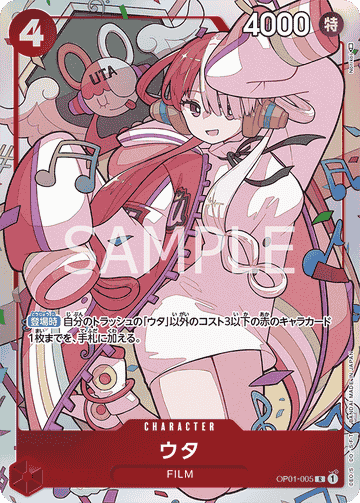 4
4000 特
UTA
SAMPLE
登場時 自分のトラッシュの「ウタ」以外のコスト3以下の赤のキャラカード
1枚までを、手札に加える。
CHARACTER
ウタ
FILM
OP01-005 R 1